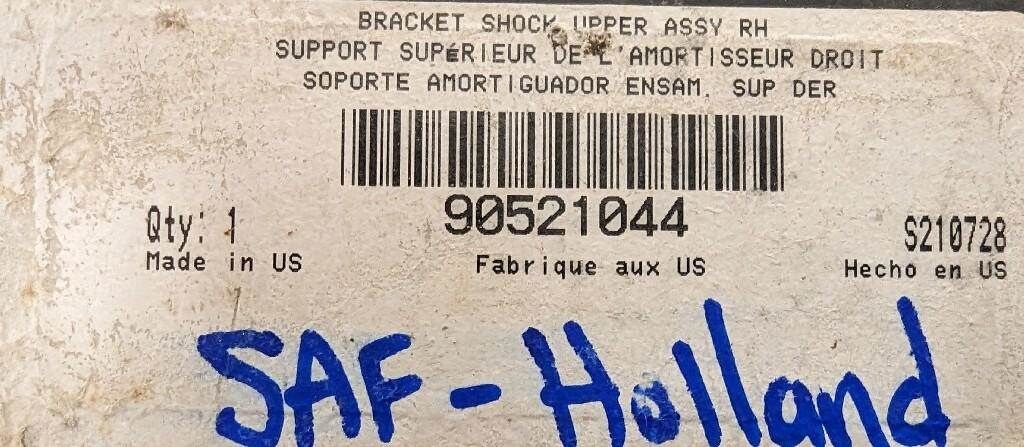 BRACKET SHOCK UPPER ASSY RH
SUPPORT SUPÉRIEUR DE L'AMORTISSEUR DROIT
SOPORTE AMORTIGUADOR ENSAM. SUP DER
90521044
Qty: 1 S210728
Made in US Fabrique aux US Hecho en US
SAF-Holland